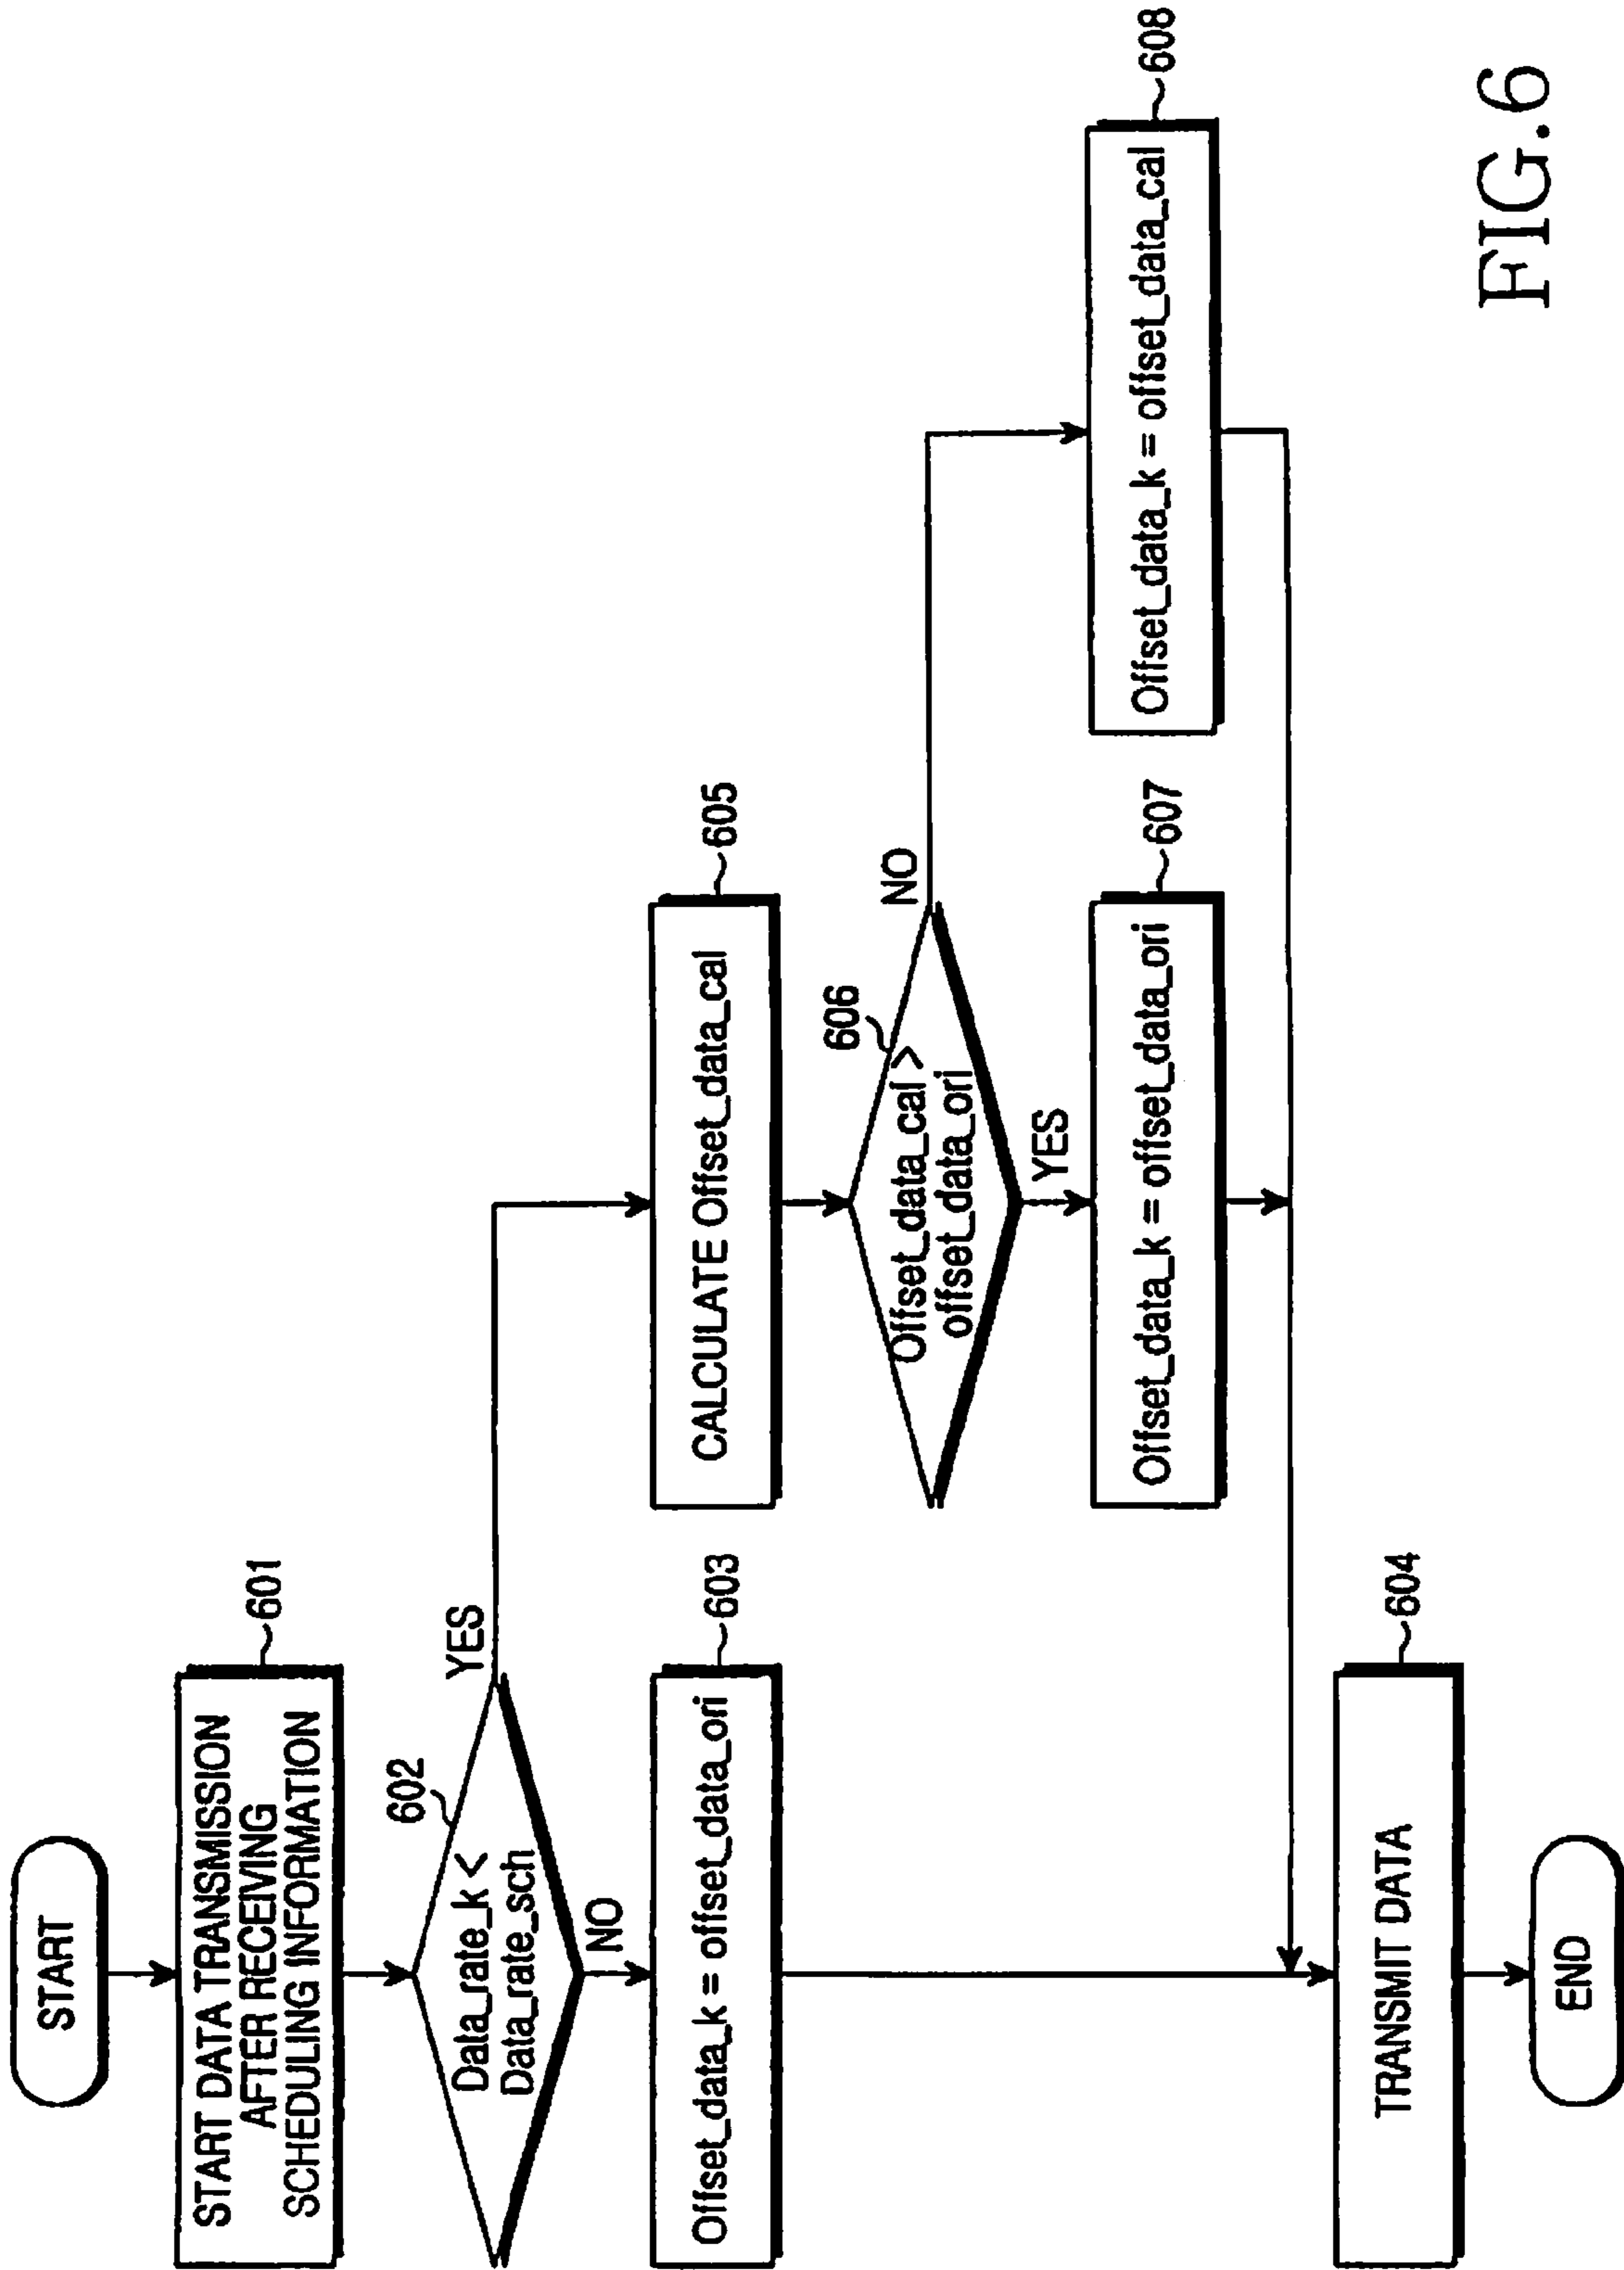 START
START DATA TRANSMISSION
AFTER RECEIVING
SCHEDULING INFORMATION
601
602
Data_rate_k <
Data_rate_sch
YES
NO
Offset_data_k = offset_data_ori
603
CALCULATE Offset_data_cal
605
606
Offset_data_cal >
offset_data_ori
NO
YES
Offset_data_k = offset_data_ori
607
Offset_data_k = offset_data_cal
608
TRANSMIT DATA
604
END
FIG.6